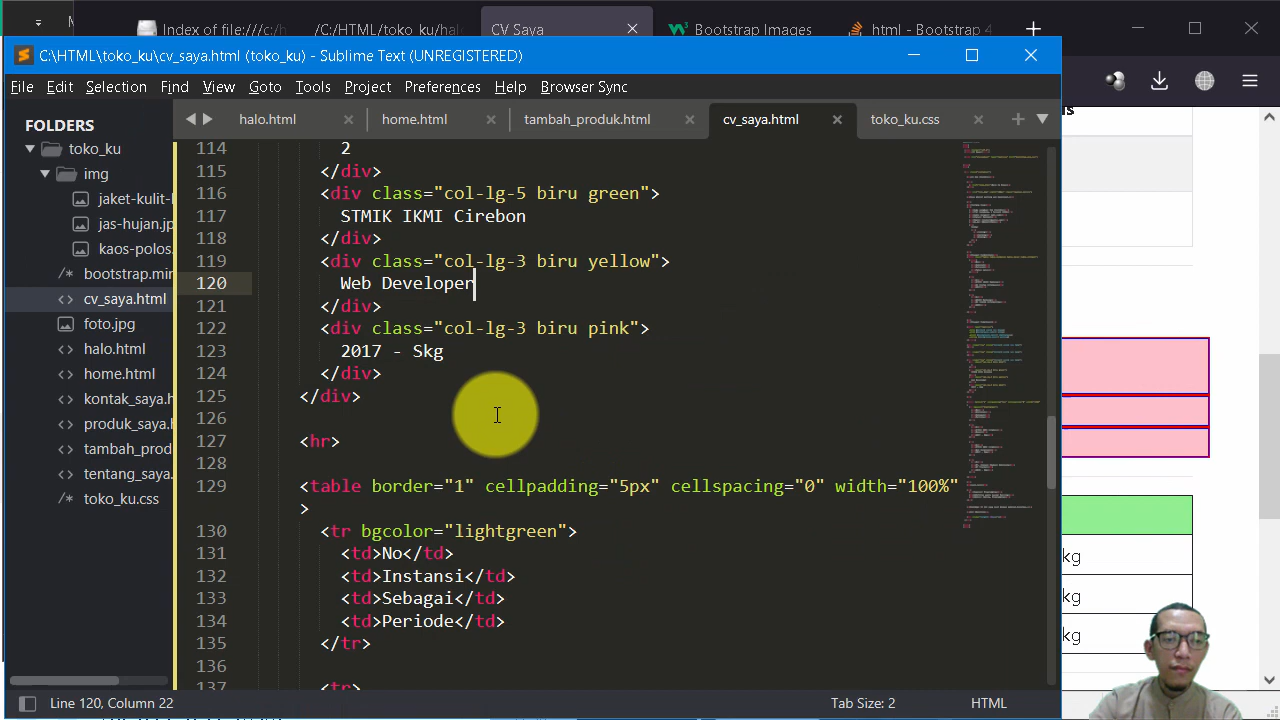 Index of file:///c:/h
/C:/HTML/toko_ku/hal
CV Saya
Bootstrap Images
html - Bootstrap 4
C:\HTML\toko_ku\cv_saya.html (toko_ku) - Sublime Text (UNREGISTERED)
File Edit Selection Find View Goto Tools Project Preferences Help Browser Sync
FOLDERS
toko_ku
img
jaket-kulit-
jas-hujan.jp
kaos-polos.
bootstrap.mir
cv_saya.html
foto.jpg
halo.html
home.html
kontak_saya.h
produk_saya.h
tambah_produ
tentang_saya.
toko_ku.css
halo.html
home.html
tambah_produk.html
cv_saya.html
toko_ku.css
114 2
115 </div>
116 <div class="col-lg-5 biru green">
117 STMIK IKMI Cirebon
118 </div>
119 <div class="col-lg-3 biru yellow">
120 Web Developer
121 </div>
122 <div class="col-lg-3 biru pink">
123 2017 - Skg
124 </div>
125 </div>
126
127 <hr>
128
129 <table border="1" cellpadding="5px" cellspacing="0" width="100%"
130 <tr bgcolor="lightgreen">
131 <td>No</td>
132 <td>Instansi</td>
133 <td>Sebagai</td>
134 <td>Periode</td>
135 </tr>
136
137 <tr>
kg
kg
kg
Line 120, Column 22
Tab Size: 2
HTML